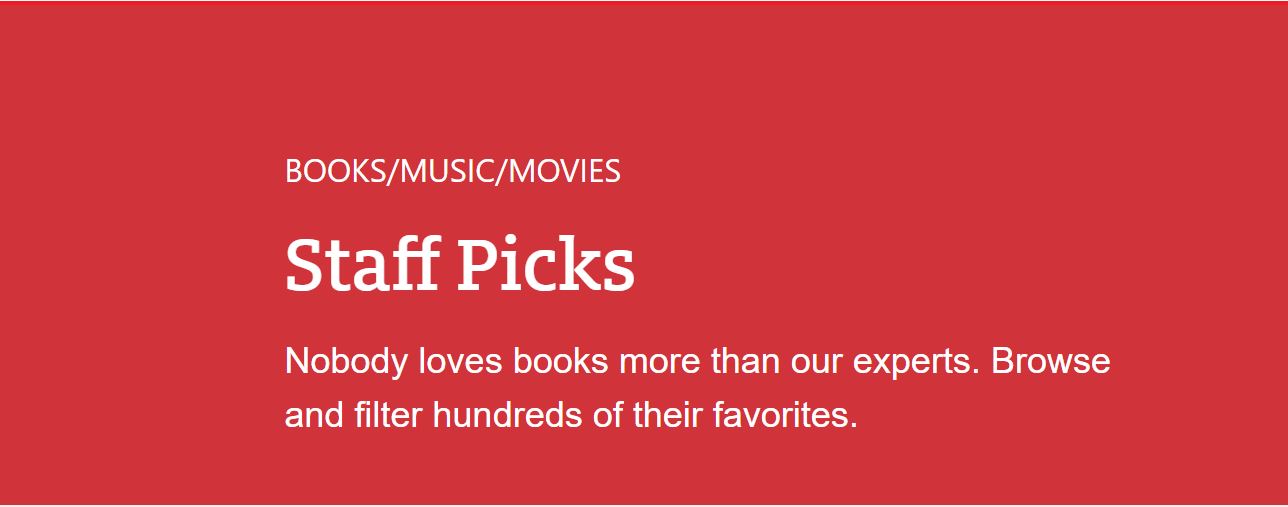 BOOKS/MUSIC/MOVIES
Staff Picks
Nobody loves books more than our experts. Browse
and filter hundreds of their favorites.